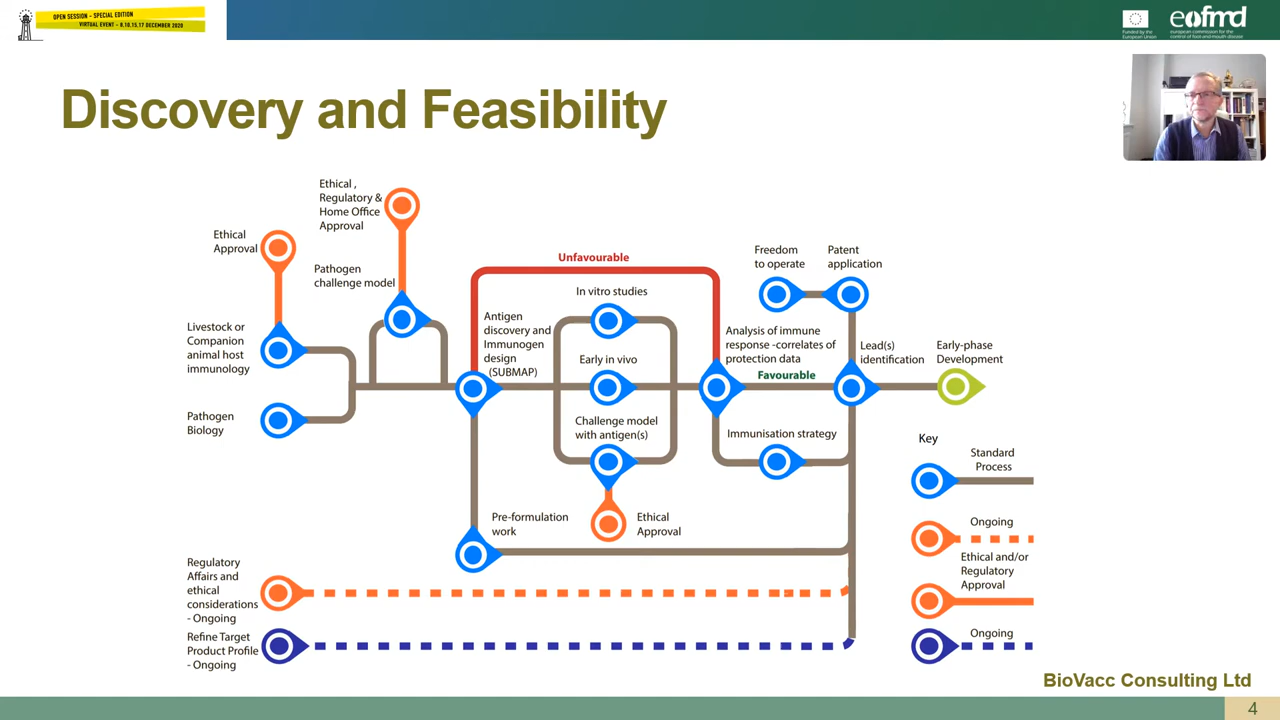 OPEN SESSION - SPECIAL EDITION
VIRTUAL EVENT - 8,10,15,17 DECEMBER 2020
Funded by the
European Union
eofmd
european commission for the
control of foot-and-mouth disease
Discovery and Feasibility
Ethical ,
Regulatory &
Home Office
Approval
Ethical
Approval
Pathogen
challenge model
Livestock or
Companion
animal host
immunology
Pathogen
Biology
Unfavourable
Antigen
discovery and
Immunogen
design
(SUBMAP)
In vitro studies
Early in vivo
Challenge model
with antigen(s)
Ethical
Approval
Pre-formulation
work
Freedom
to operate
Patent
application
Analysis of immune
response -correlates of
protection data
Favourable
Lead(s)
identification
Early-phase
Development
Immunisation strategy
Key
Standard
Process
Ongoing
Ethical and/or
Regulatory
Approval
Ongoing
Regulatory
Affairs and
ethical
considerations
- Ongoing
Refine Target
Product Profile
- Ongoing
BioVacc Consulting Ltd
4